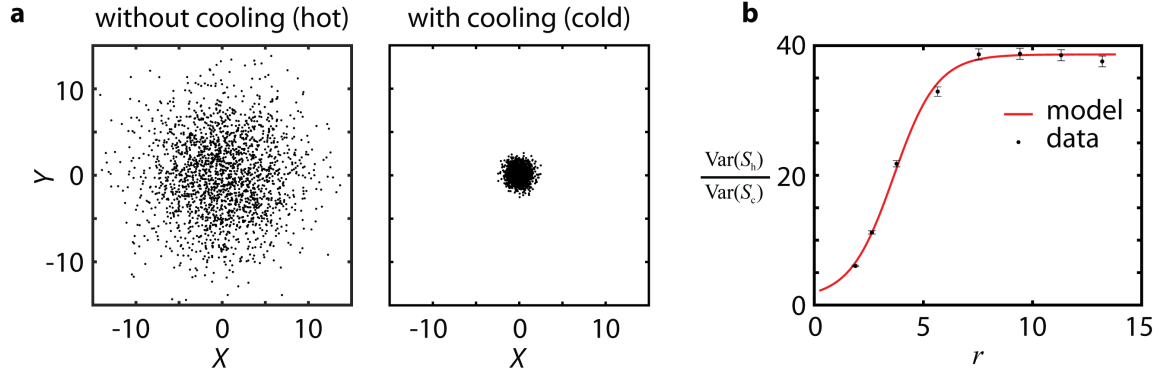 a
without cooling (hot)
with cooling (cold)
10
0
-10
Y
-10 0 10
X
-10 0 10
X
b
40
20
0
Var(Sh)
Var(Sc)
model
data
0 5 10 15
r